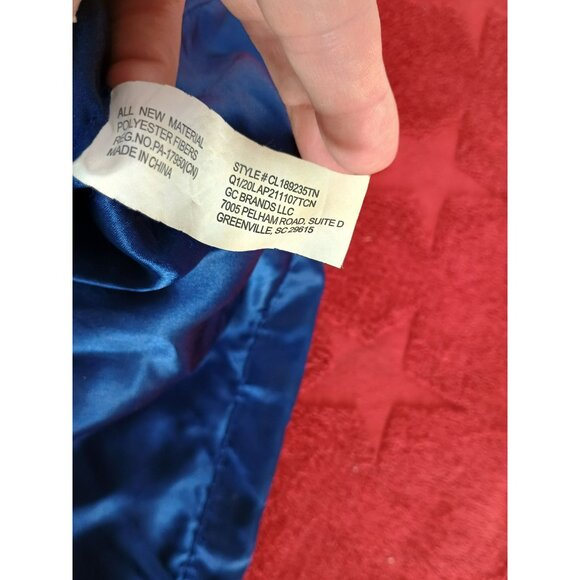 ALL NEW MATERIAL
POLYESTER FIBERS
REG.NO.PA-17950(CN)
MADE IN CHINA
STYLE # CL189235TN
Q1/20LAP211107TCN
GC BRANDS LLC
7005 PELHAM ROAD, SUITE D
GREENVILLE, SC 29615